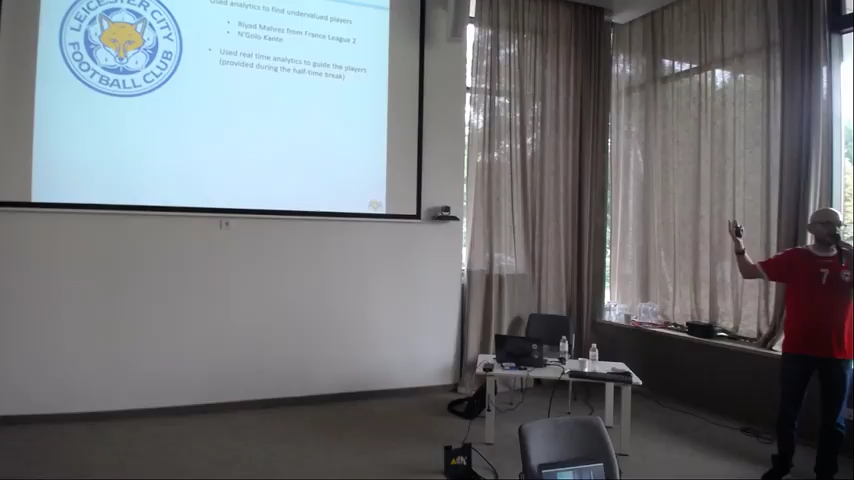 LEICESTER CITY
FOOTBALL CLUB
Used analytics to find undervalued players
• Riyad Mahrez from France League 2
• N'Golo Kante
• Used real time analytics to guide the players
(provided during the half-time break)
7